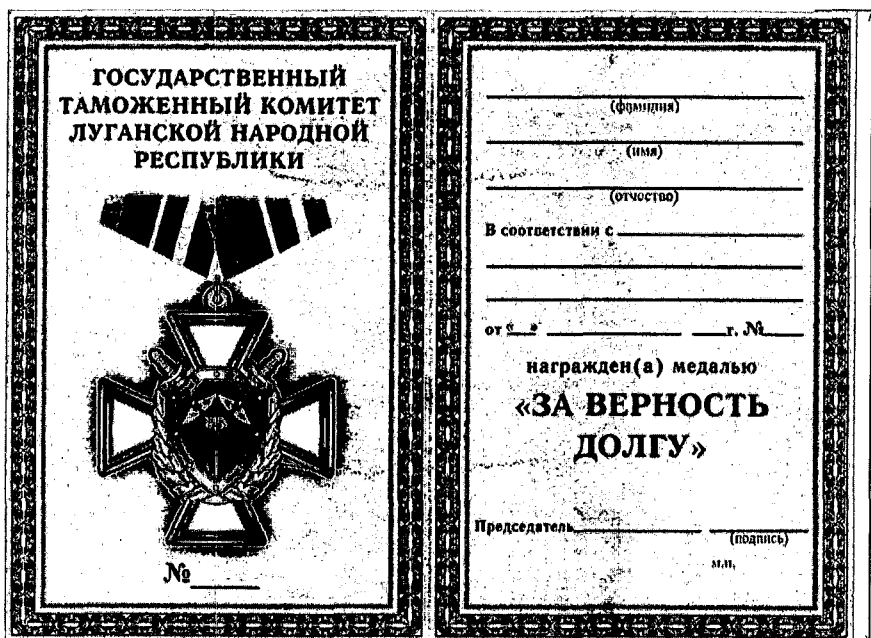 ГОСУДАРСТВЕННЫЙ
ТАМОЖЕННЫЙ КОМИТЕТ
ЛУГАНСКОЙ НАРОДНОЙ
РЕСПУБЛИКИ
№
(фамилия)
(имя)
(отчество)
В соответствии с
от « » г. №
награжден(а) медалью
«ЗА ВЕРНОСТЬ
ДОЛГУ»
Председатель
(подпись)
м.п.